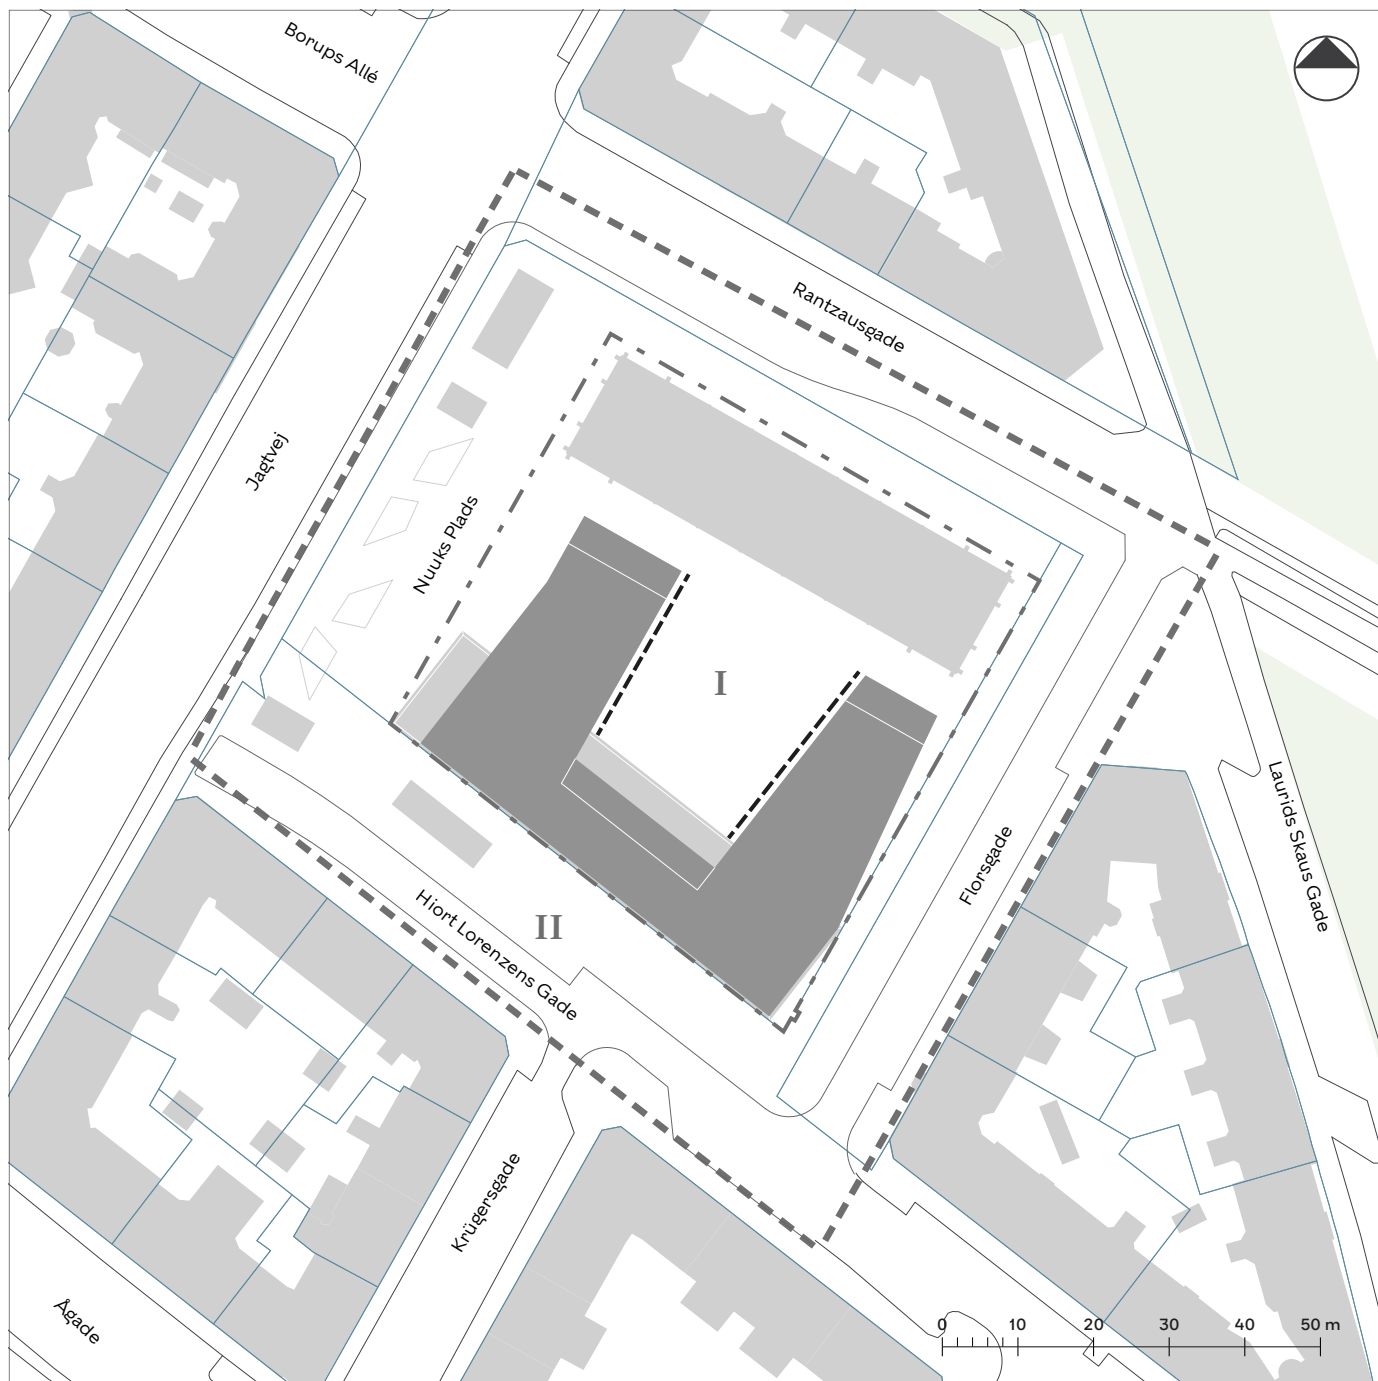 Borups Allé
Rantzausgade
Jagtvej
Nuuks Plads
I
Florsgade
Laurids Skaus Gade
Hiort Lorenzens Gade
II
Krügersgade
Ågade
0 10 20 30 40 50 m